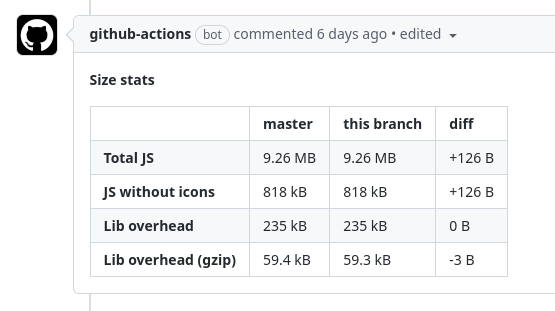 github-actions bot commented 6 days ago • edited
Size stats
master this branch diff
Total JS 9.26 MB 9.26 MB +126 B
JS without icons 818 kB 818 kB +126 B
Lib overhead 235 kB 235 kB 0 B
Lib overhead (gzip) 59.4 kB 59.3 kB -3 B